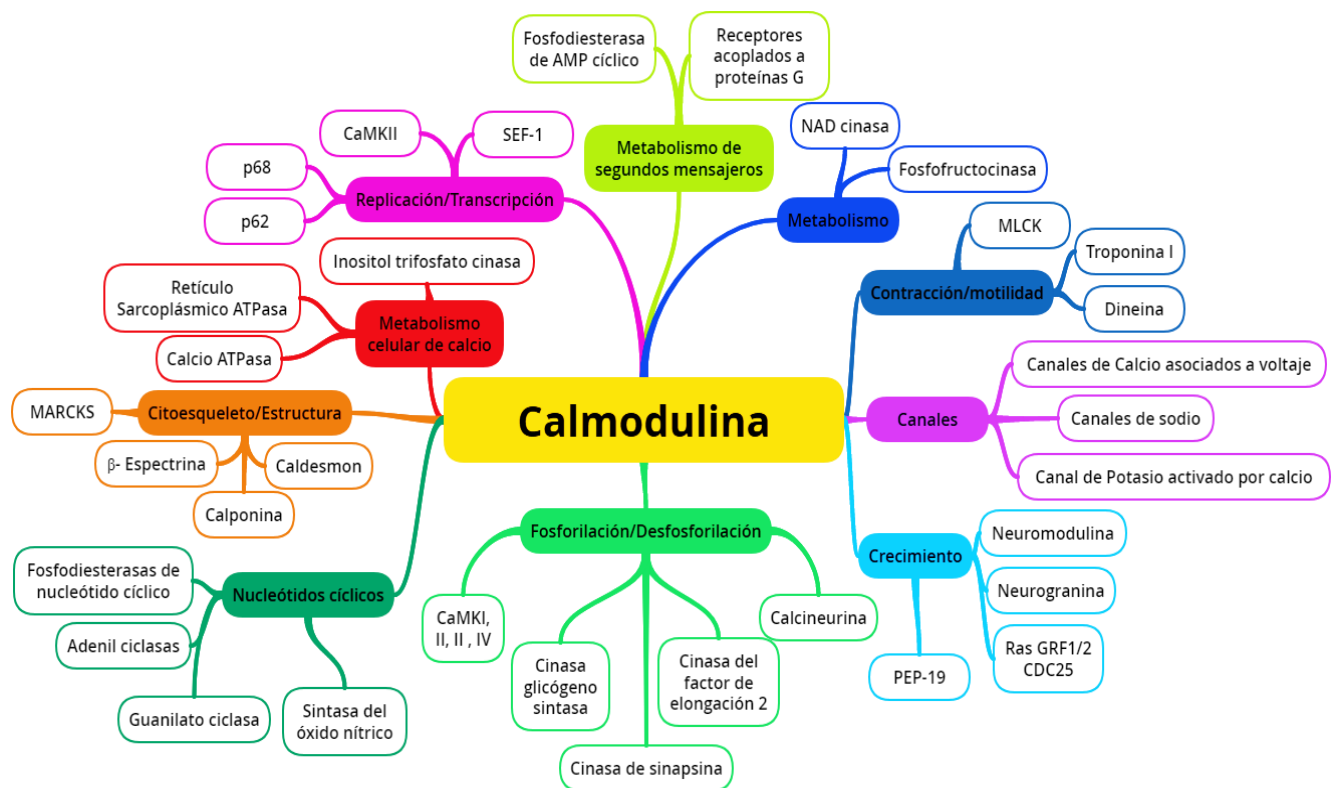 Fosfodiesterasa
de AMP cíclico
Receptores
acoplados a
proteínas G
Metabolismo de
segundos mensajeros
CaMKII
SEF-1
p68
p62
Replicación/Transcripción
NAD cinasa
Fosfofructocinasa
Metabolismo
Inositol trifosfato cinasa
Retículo
Sarcoplásmico ATPasa
Calcio ATPasa
Metabolismo
celular de calcio
MLCK
Troponina I
Dineina
Contracción/motilidad
MARCKS
Citoesqueleto/Estructura
β- Espectrina
Caldesmon
Calponina
Calmodulina
Canales
Canales de Calcio asociados a voltaje
Canales de sodio
Canal de Potasio activado por calcio
Fosfodiesterasas de
nucleótido cíclico
Nucleótidos cíclicos
Adenil ciclasas
Guanilato ciclasa
Sintasa del
óxido nítrico
Fosforilación/Desfosforilación
CaMKI,
II, II , IV
Cinasa
glicógeno
sintasa
Cinasa de sinapsina
Cinasa del
factor de
elongación 2
Calcineurina
Crecimiento
Neuromodulina
Neurogranina
Ras GRF1/2
CDC25
PEP-19